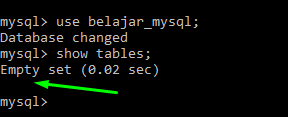 mysql> use belajar_mysql;
Database changed
mysql> show tables;
Empty set (0.02 sec)
mysql>